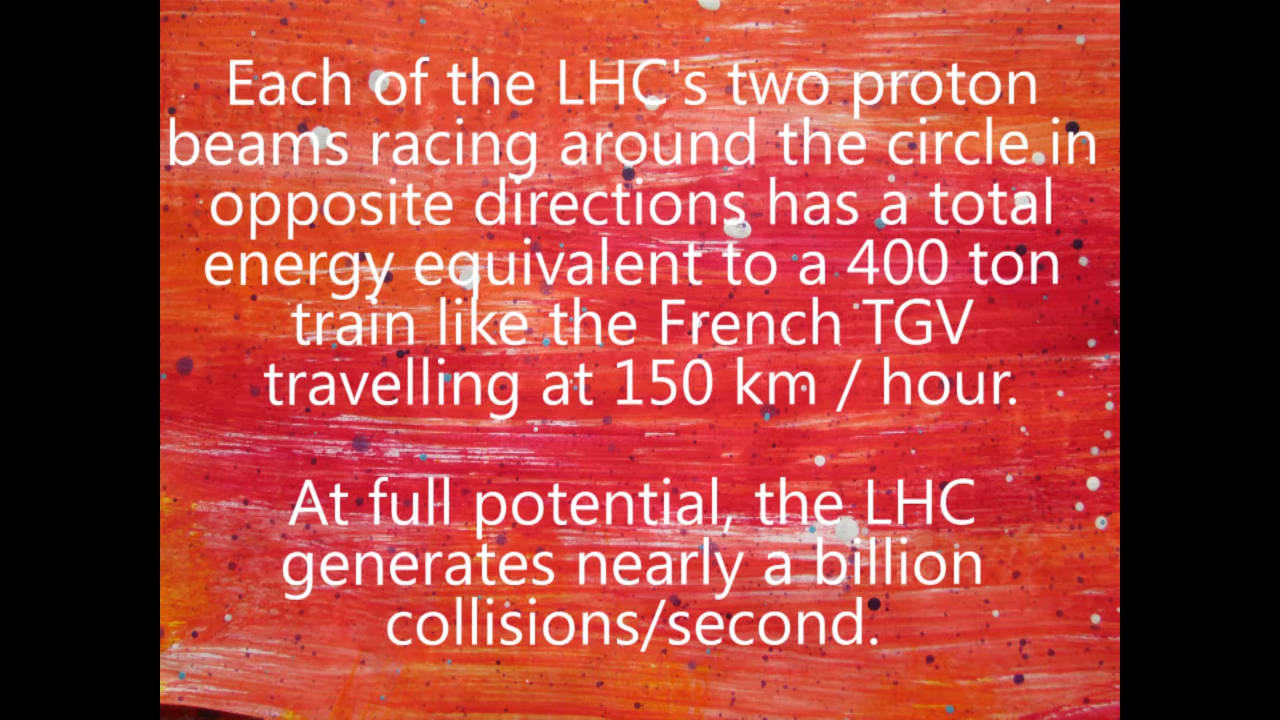 Each of the LHC's two proton
beams racing around the circle in
opposite directions has a total
energy equivalent to a 400 ton
train like the French TGV
travelling at 150 km / hour.
At full potential, the LHC
generates nearly a billion
collisions/second.